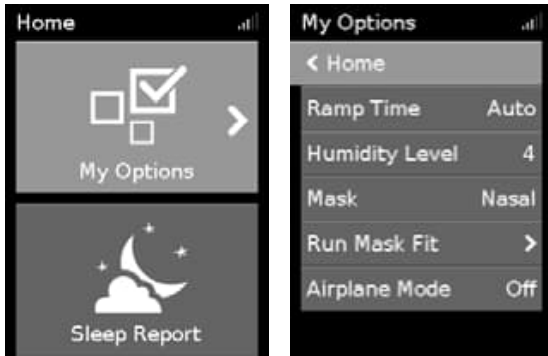 Home
My Options
Sleep Report
My Options
< Home
Ramp Time Auto
Humidity Level 4
Mask Nasal
Run Mask Fit >
Airplane Mode Off